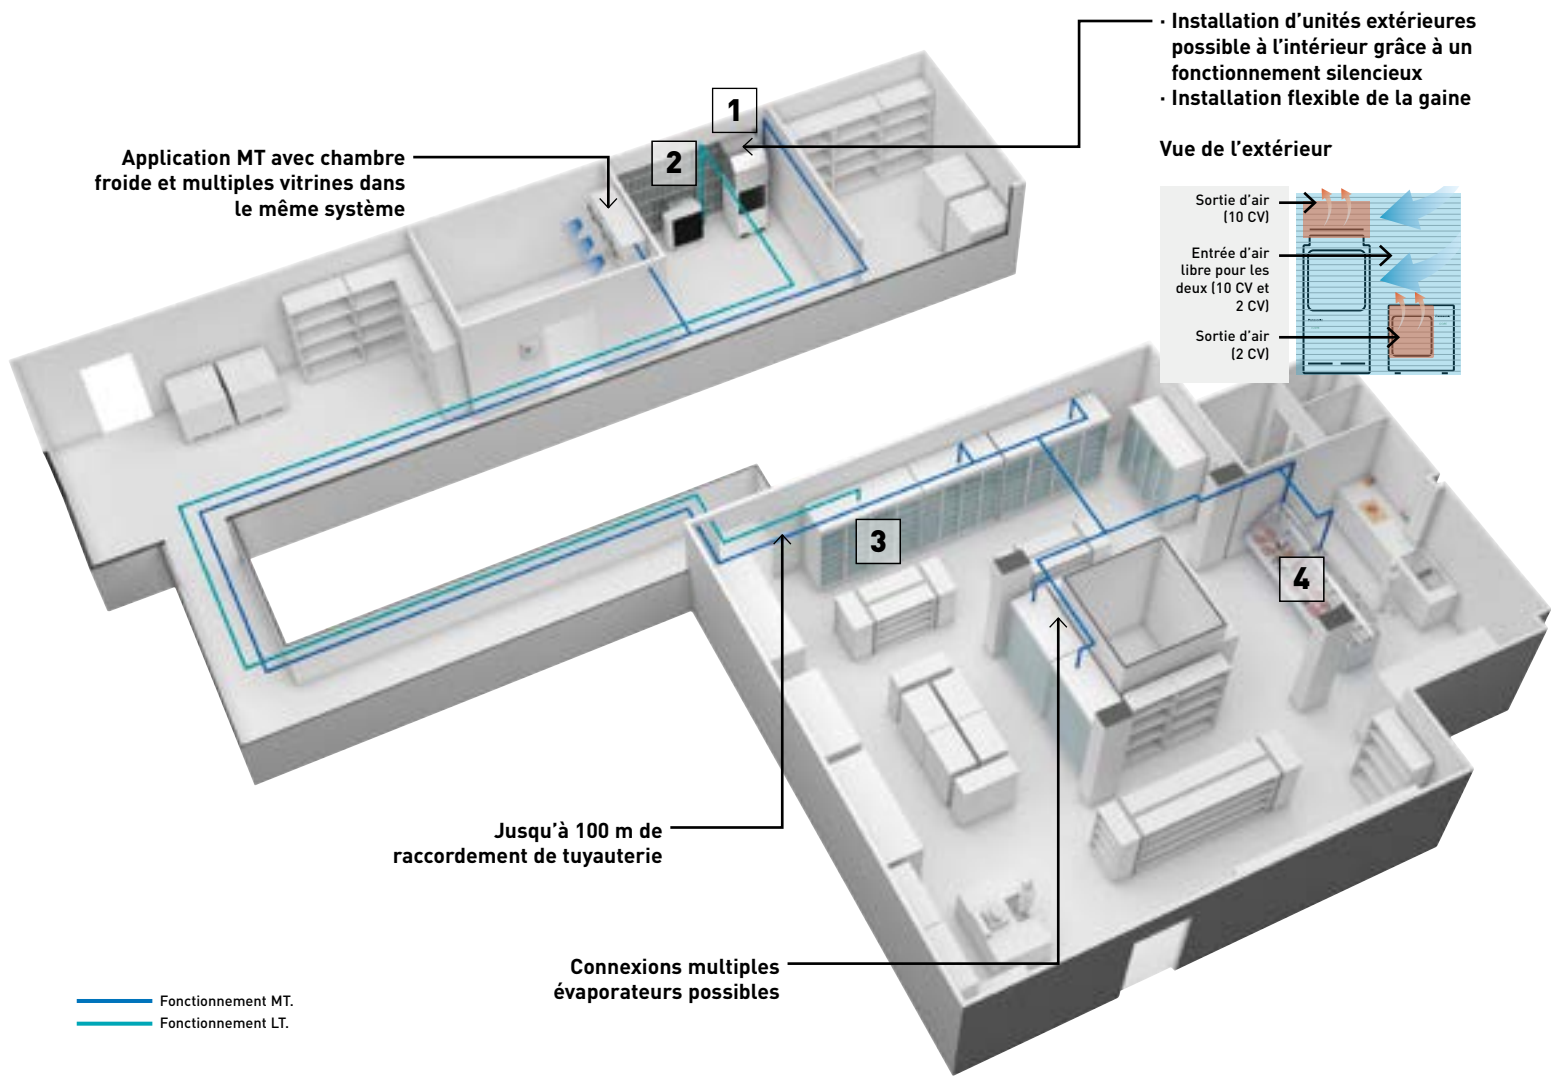 · Installation d’unités extérieures
possible à l’intérieur grâce à un
fonctionnement silencieux
· Installation flexible de la gaine
Vue de l’extérieur
Sortie d’air
(10 CV)
Entrée d’air
libre pour les
deux (10 CV et
2 CV)
Sortie d’air
(2 CV)
1
2
Application MT avec chambre
froide et multiples vitrines dans
le même système
3
4
Jusqu’à 100 m de
raccordement de tuyauterie
Connexions multiples
évaporateurs possibles
Fonctionnement MT.
Fonctionnement LT.